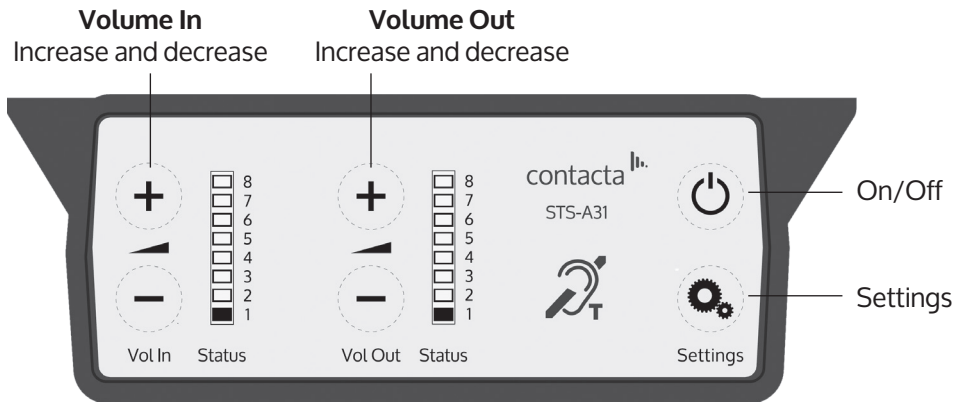 Volume In
Increase and decrease
Volume Out
Increase and decrease
8
7
6
5
4
3
2
1
Vol In
Status
8
7
6
5
4
3
2
1
Vol Out
Status
contacta
STS-A31
T
Settings
On/Off
Settings